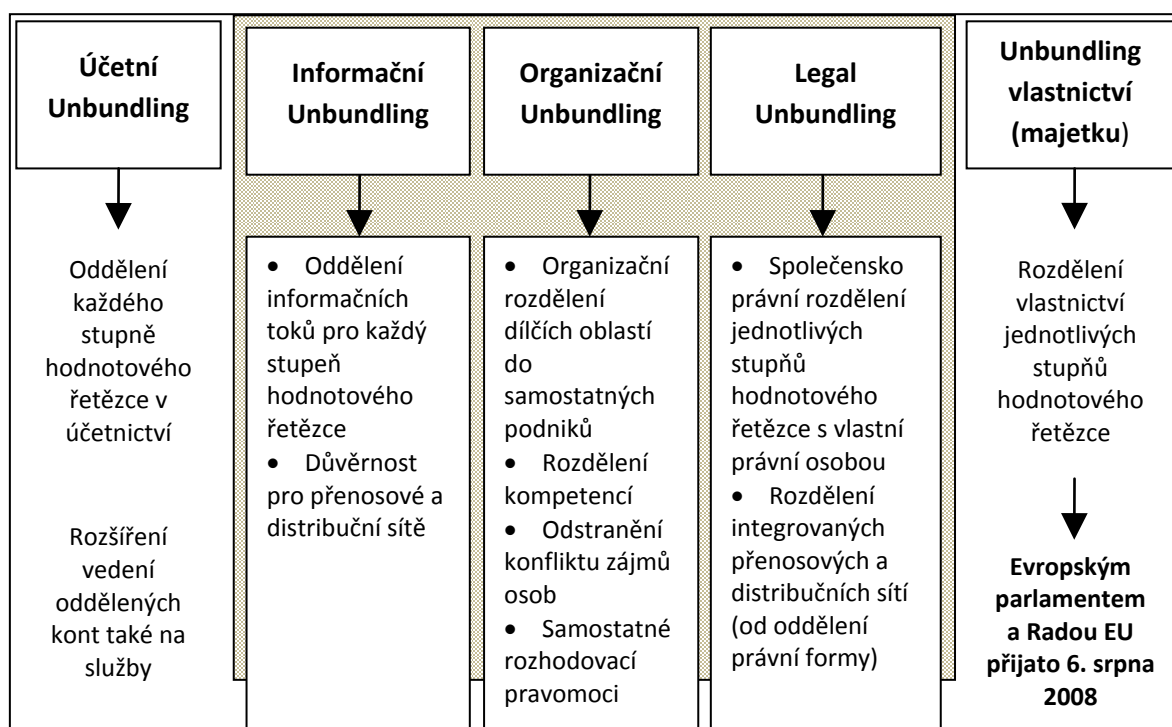 Účetní
Unbundling
Oddělení
každého
stupně
hodnotového
řetězce v
účetnictví
Rozšíření
vedení
oddělených
kont také na
služby
Informační
Unbundling
• Oddělení
informačních
toků pro každý
stupeň
hodnotového
řetězce
• Důvěrnost
pro přenosové a
distribuční sítě
Organizační
Unbundling
• Organizační
rozdělení
dílčích oblastí
do
samostatných
podniků
• Rozdělení
kompetencí
• Odstranění
konfliktu zájmů
osob
• Samostatné
rozhodovací
pravomoci
Legal
Unbundling
• Společensko
právní rozdělení
jednotlivých
stupňů
hodnotového
řetězce s vlastní
právní osobou
• Rozdělení
integrovaných
přenosových a
distribučních sítí
(od oddělení
právní formy)
Unbundling
vlastnictví
(majetku)
Rozdělení
vlastnictví
jednotlivých
stupňů
hodnotového
řetězce
Evropským
parlamentem
a Radou EU
přijato 6. srpna
2008